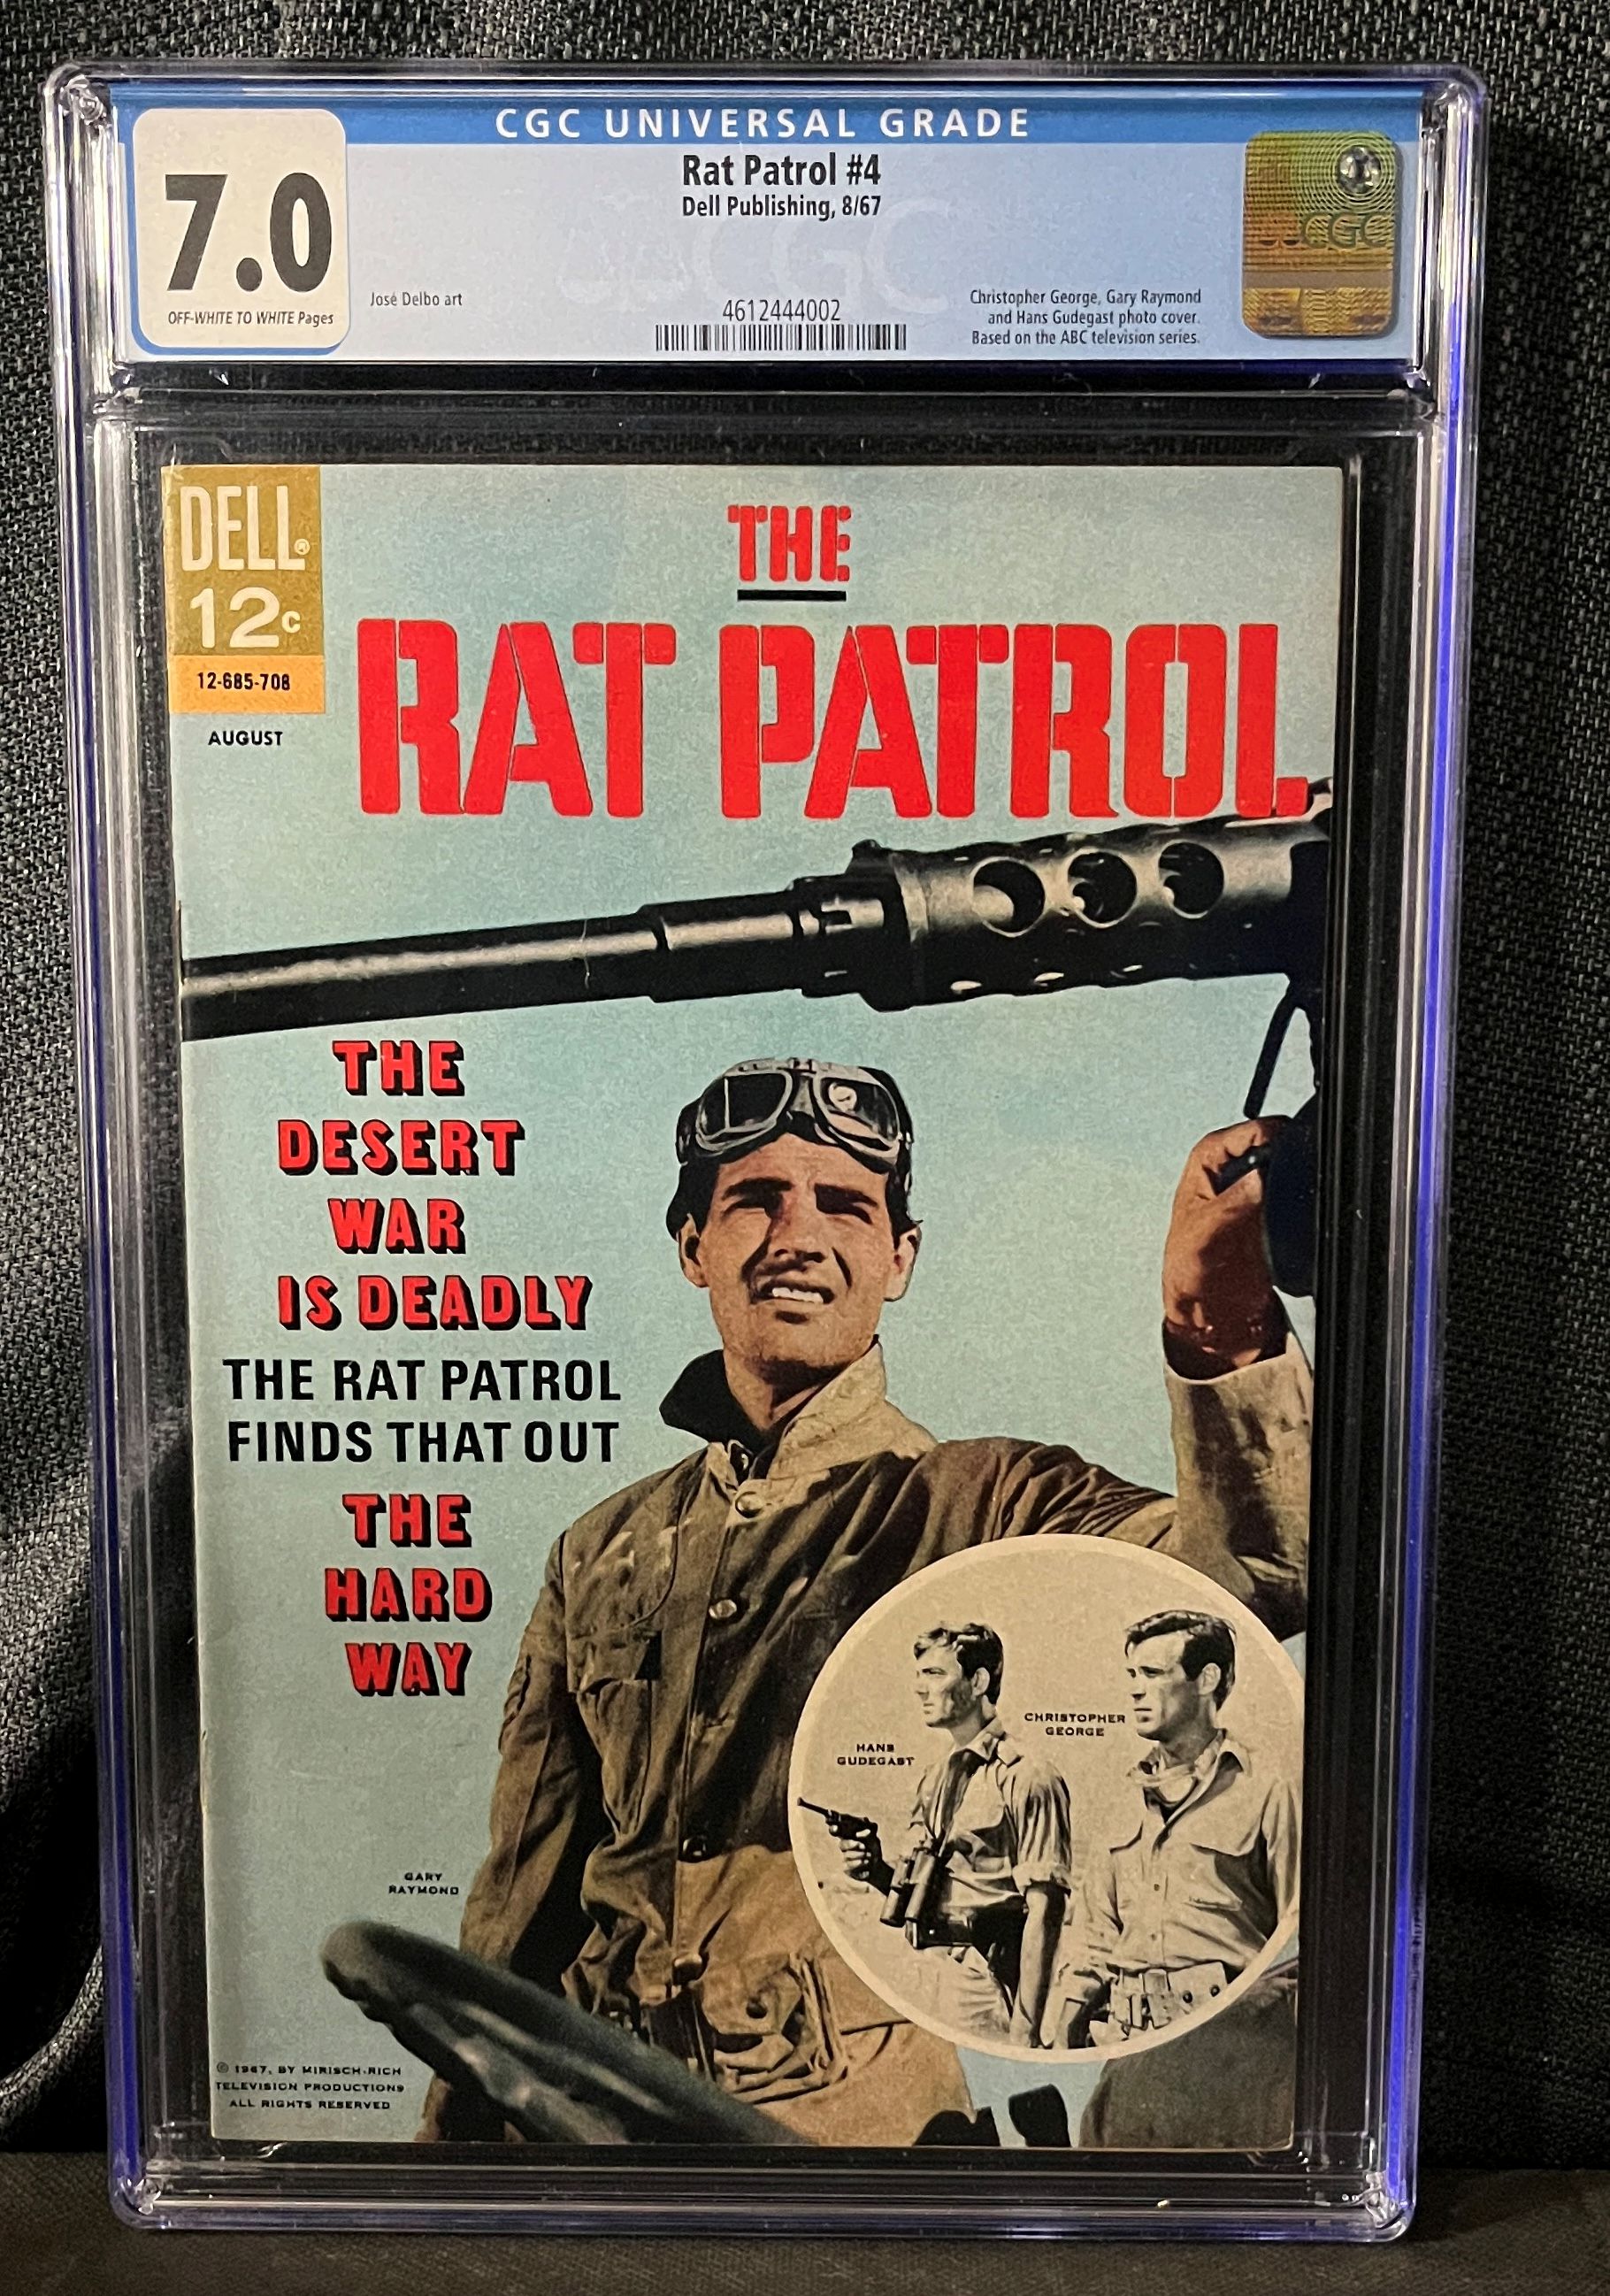 CGC UNIVERSAL GRADE
7.0
OFF-WHITE TO WHITE Pages
Rat Patrol #4
Dell Publishing, 8/67
José Delbo art
4612444002
Christopher George, Gary Raymond
and Hans Gudegast photo cover.
Based on the ABC television series.
CGC
CGC
DELL®
12c
12-685-708
AUGUST
THE
RAT PATROL
THE
DESERT
WAR
IS DEADLY
THE RAT PATROL
FINDS THAT OUT
THE
HARD
WAY
HANS
GUDEGAST
CHRISTOPHER
GEORGE
GARY
RAYMOND
© 1967, BY MIRISCH-RICH
TELEVISION PRODUCTIONS
ALL RIGHTS RESERVED